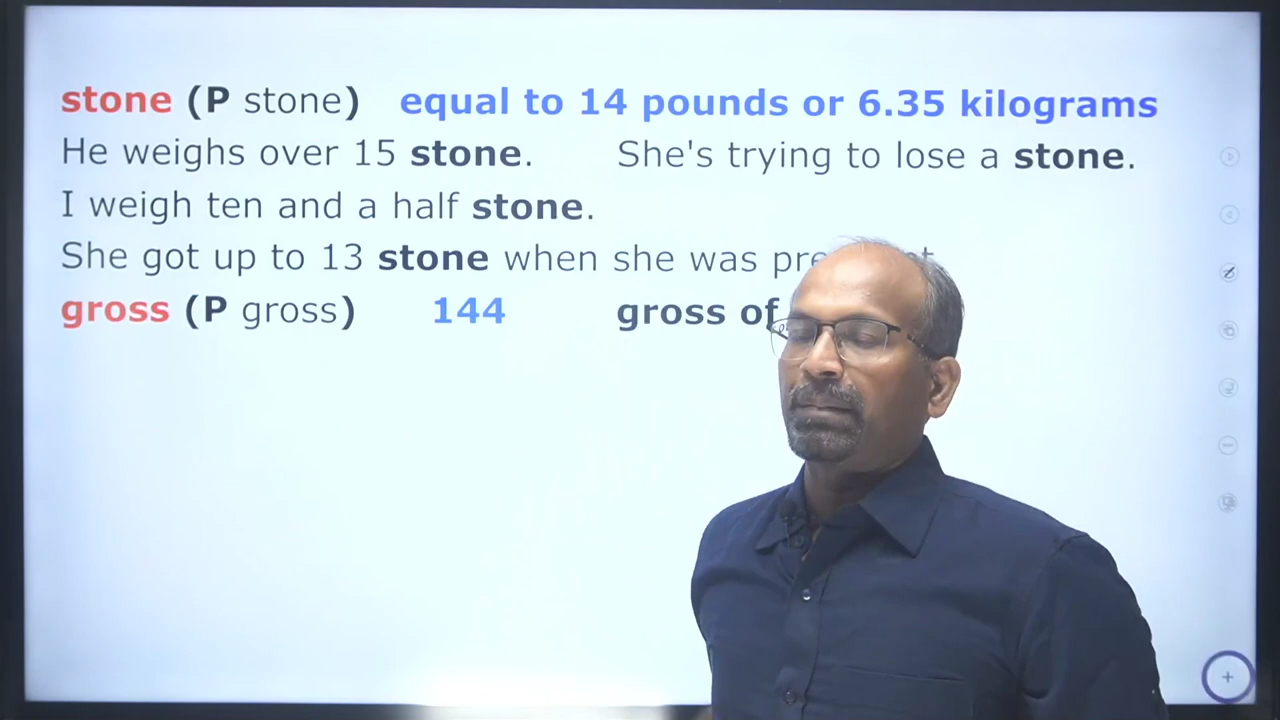 stone (P stone) equal to 14 pounds or 6.35 kilograms
He weighs over 15 stone. She's trying to lose a stone.
I weigh ten and a half stone.
She got up to 13 stone when she was
gross (P gross) 144 gross of